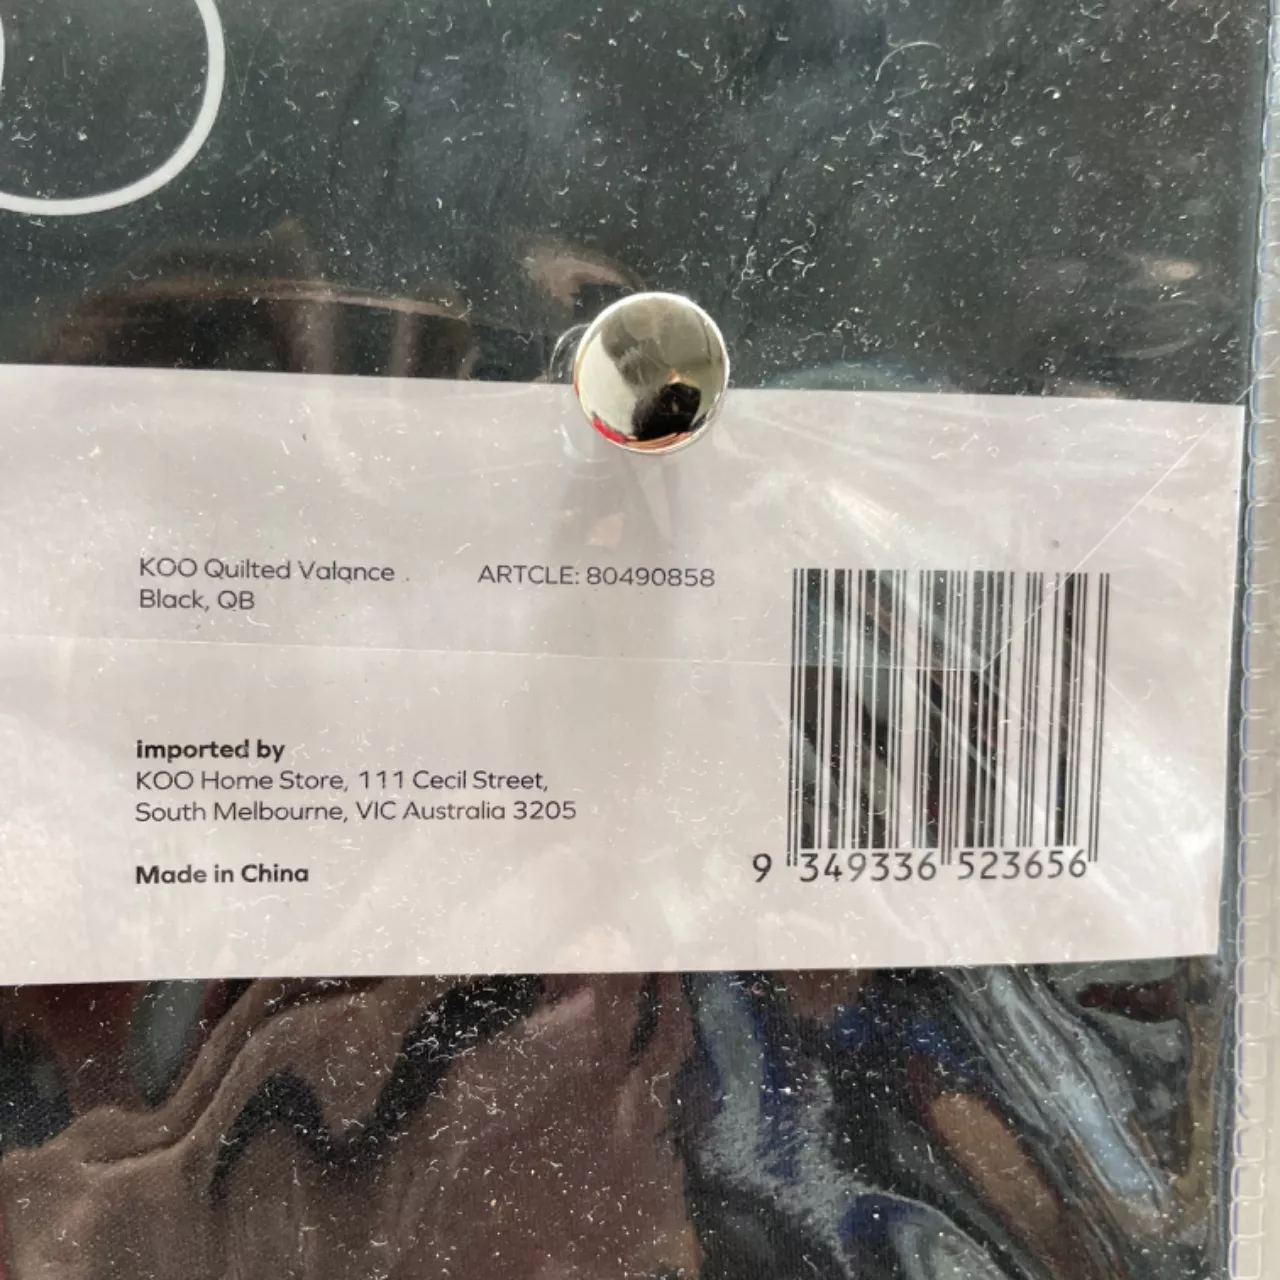 KOO Quilted Valance
Black, QB
ARTCLE: 80490858
imported by
KOO Home Store, 111 Cecil Street,
South Melbourne, VIC Australia 3205
Made in China
9 349336 523656